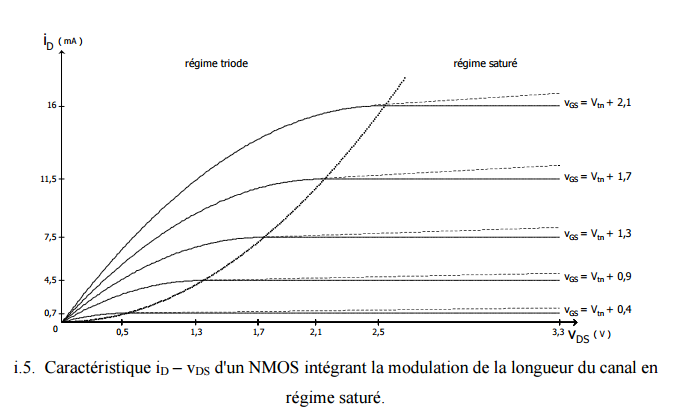 iD ( mA )
régime triode
régime saturé
16
vGS = Vtn + 2,1
11,5
vGS = Vtn + 1,7
7,5
vGS = Vtn + 1,3
4,5
vGS = Vtn + 0,9
0,7
vGS = Vtn + 0,4
0
0,5
1,3
1,7
2,1
2,5
3,3
VDS ( V )
i.5. Caractéristique iD – vDS d'un NMOS intégrant la modulation de la longueur du canal en
régime saturé.